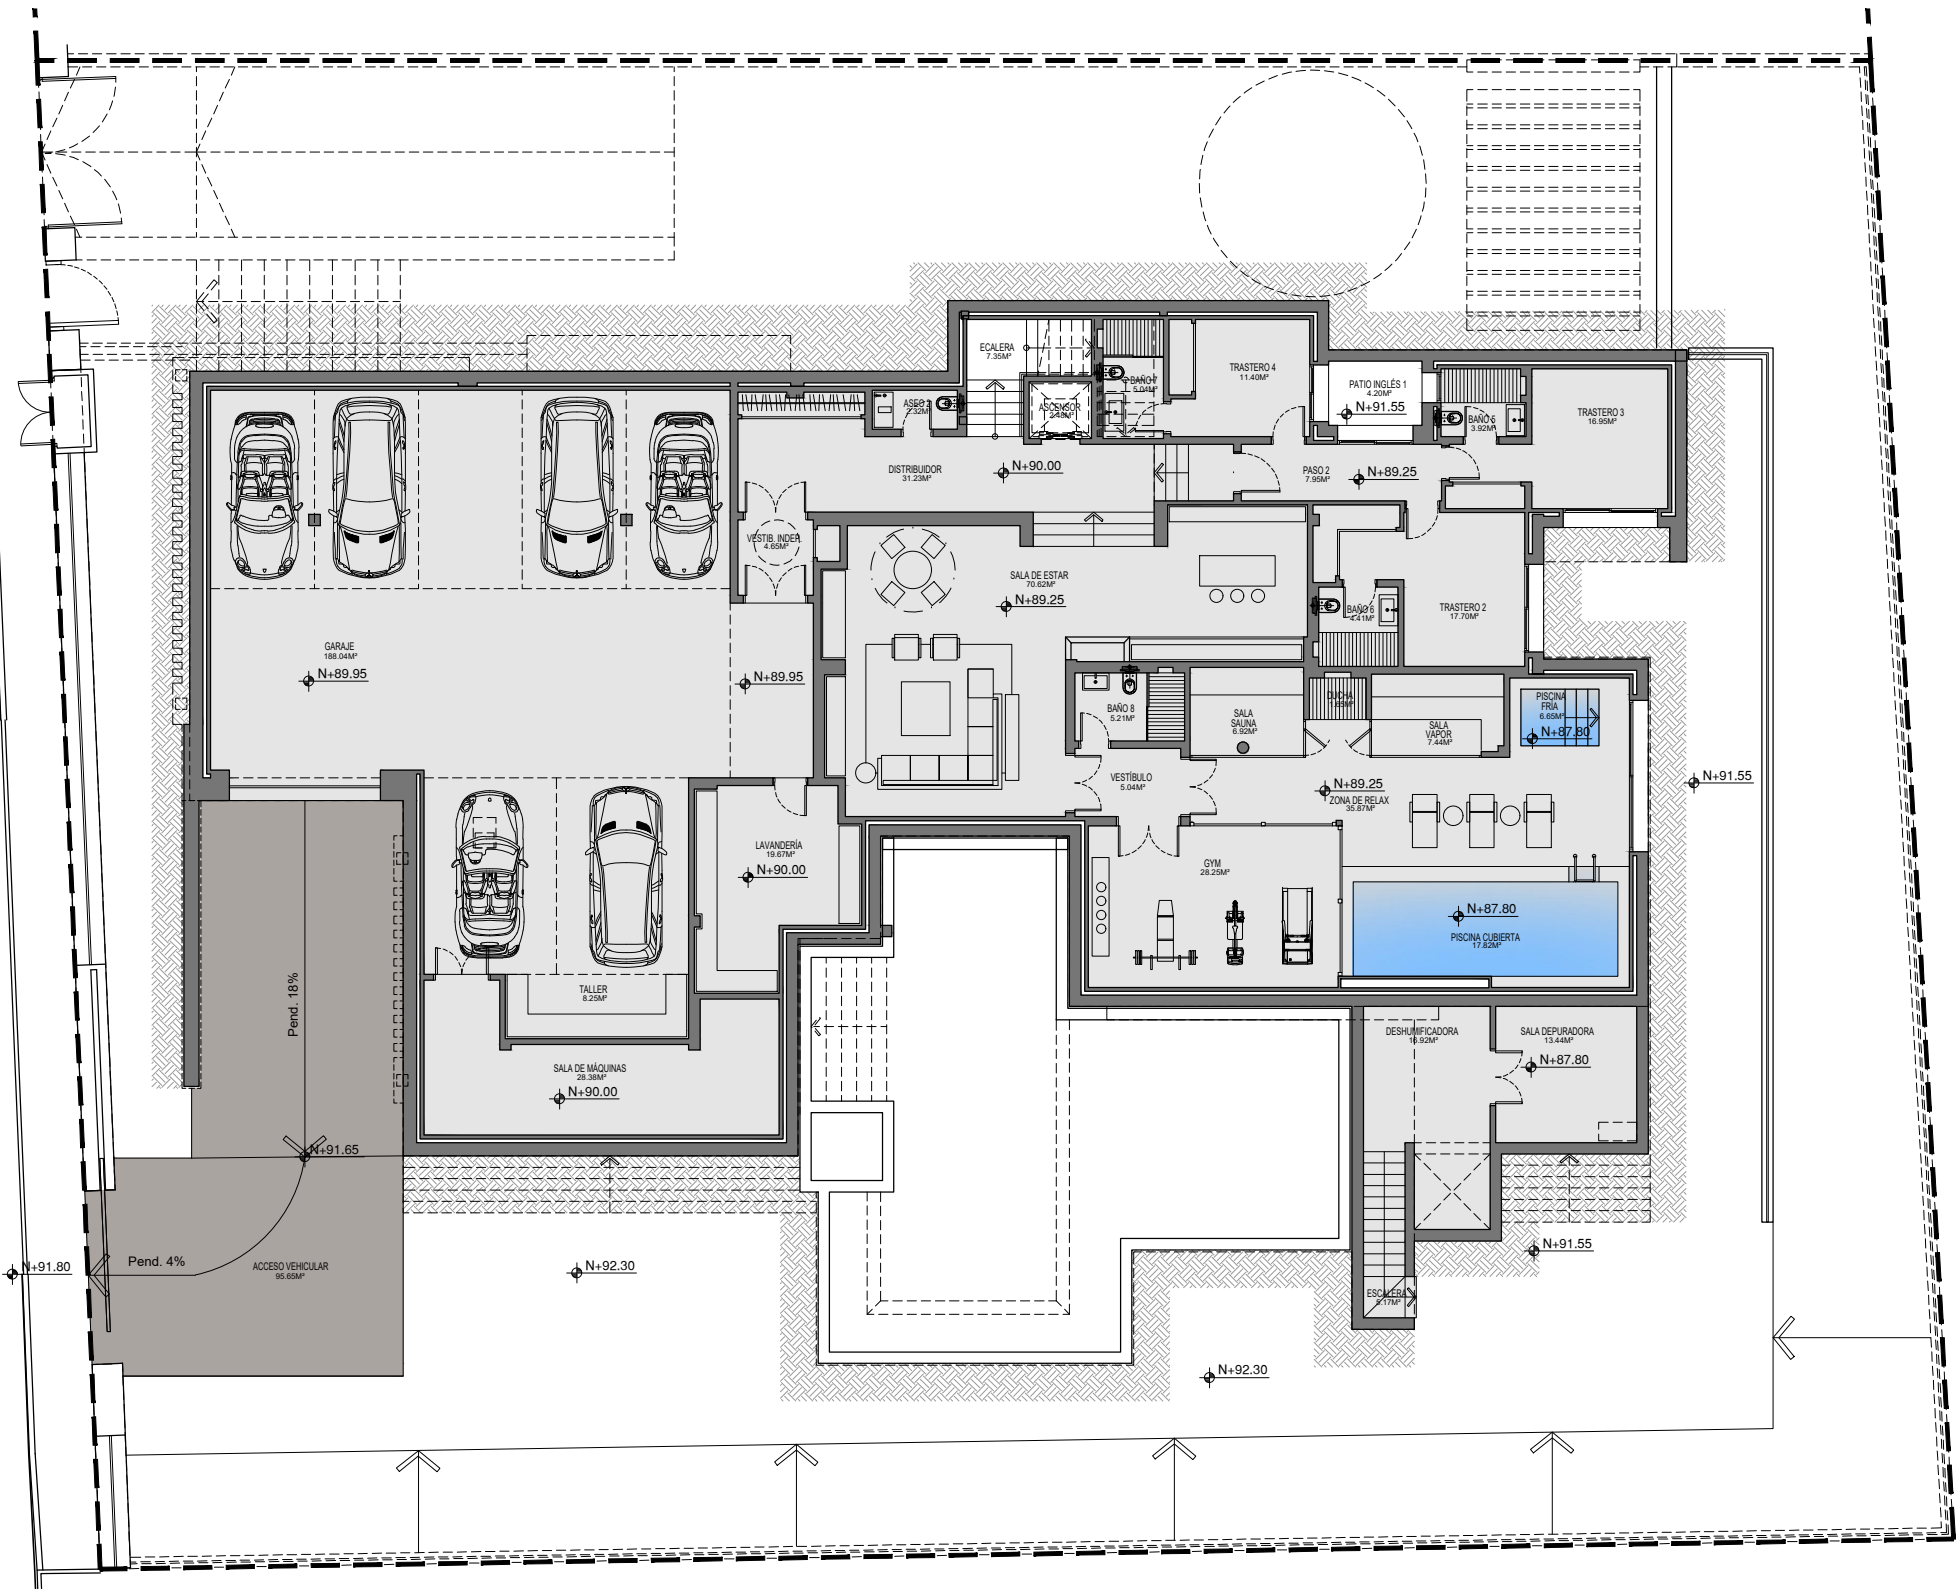 ECALERA
7.35M²
BAÑO 7
5.04M²
TRASTERO 4
11.40M²
PATIO INGLÉS 1
4.20M²
N+91.55
ASEO 2
2.32M²
ASCENSOR
BAÑO 5
3.92M²
TRASTERO 3
16.95M²
DISTRIBUIDOR
31.23M²
N+90.00
PASO 2
7.95M²
N+89.25
VESTIB. INDEP.
4.65M²
SALA DE ESTAR
70.62M²
N+89.25
BAÑO 6
4.41M²
TRASTERO 2
17.70M²
GARAJE
188.04M²
N+89.95
N+89.95
BAÑO 8
5.21M²
SALA
SAUNA
6.92M²
DUCHA
SALA
VAPOR
7.44M²
PISCINA
FRÍA
6.65M²
N+87.80
VESTÍBULO
5.04M²
N+89.25
ZONA DE RELAX
35.87M²
N+91.55
LAVANDERÍA
19.67M²
N+90.00
GYM
28.25M²
N+87.80
PISCINA CUBIERTA
17.82M²
Pend. 18%
TALLER
8.25M²
DESHUMIFICADORA
16.92M²
SALA DEPURADORA
13.44M²
N+87.80
SALA DE MÁQUINAS
28.38M²
N+90.00
N+91.65
N+91.80
Pend. 4%
ACCESO VEHICULAR
95.65M²
N+92.30
N+91.55
ESCALERA
5.17M²
N+92.30